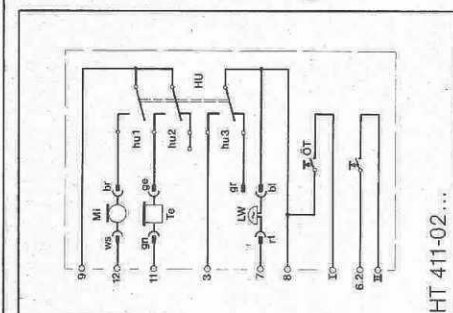 HU
hu1
hu2
hu3
br
ge
gr
bl
Mi
Te
LW
ÖT
ws
gn
rt
9
12
11
3
7
8
I
6.2
II
HT 411-02...